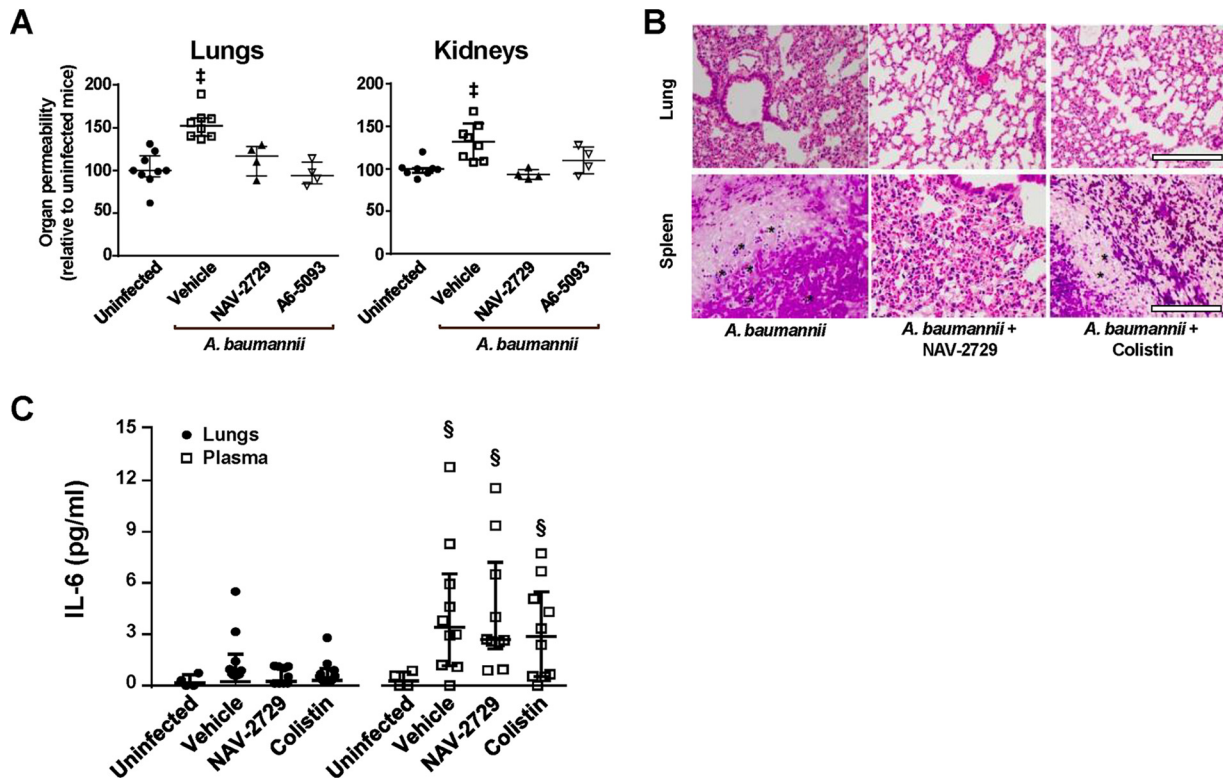 A
Lungs
Kidneys
Organ permeability
(relative to uninfected mice)
200
150
100
50
0
Uninfected
Vehicle
NAV-2729
A6-5093
A. baumannii
‡
200
150
100
50
0
Uninfected
Vehicle
NAV-2729
A6-5093
A. baumannii
‡
B
Lung
Spleen
* * * * *
* *
A. baumannii
A. baumannii +
NAV-2729
A. baumannii +
Colistin
C
IL-6 (pg/ml)
15
12
9
6
3
0
Lungs
Plasma
§
§
§
Uninfected
Vehicle
NAV-2729
Colistin
Uninfected
Vehicle
NAV-2729
Colistin